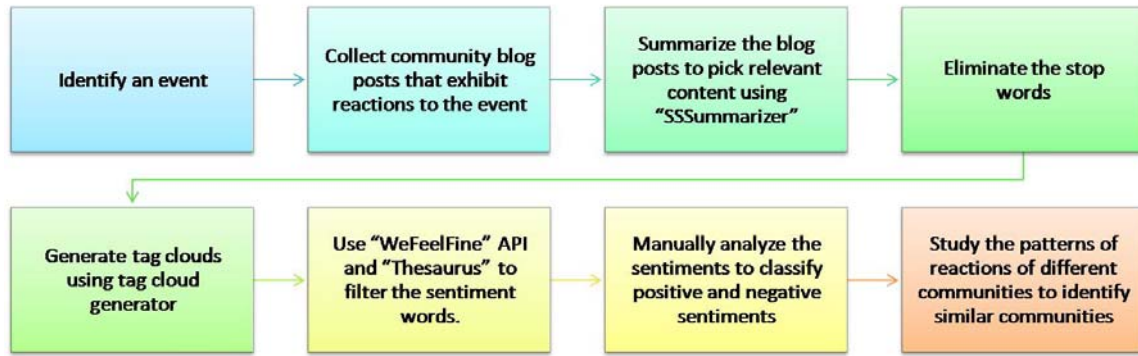 Identify an event
Collect community blog
posts that exhibit
reactions to the event
Summarize the blog
posts to pick relevant
content using
“SSSummarizer”
Eliminate the stop
words
Generate tag clouds
using tag cloud
generator
Use “WeFeelFine” API
and “Thesaurus” to
filter the sentiment
words.
Manually analyze the
sentiments to classify
positive and negative
sentiments
Study the patterns of
reactions of different
communities to identify
similar communities